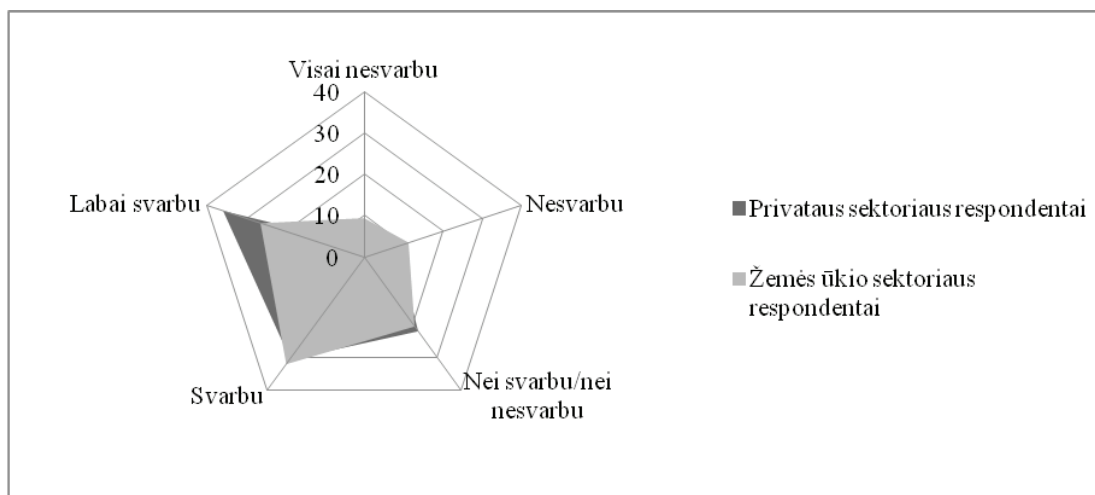 Visai nesvarbu
40
30
20
10
0
Nesvarbu
Nei svarbu/nei
nesvarbu
Svarbu
Labai svarbu
Privataus sektoriaus respondentai
Žemės ūkio sektoriaus
respondentai